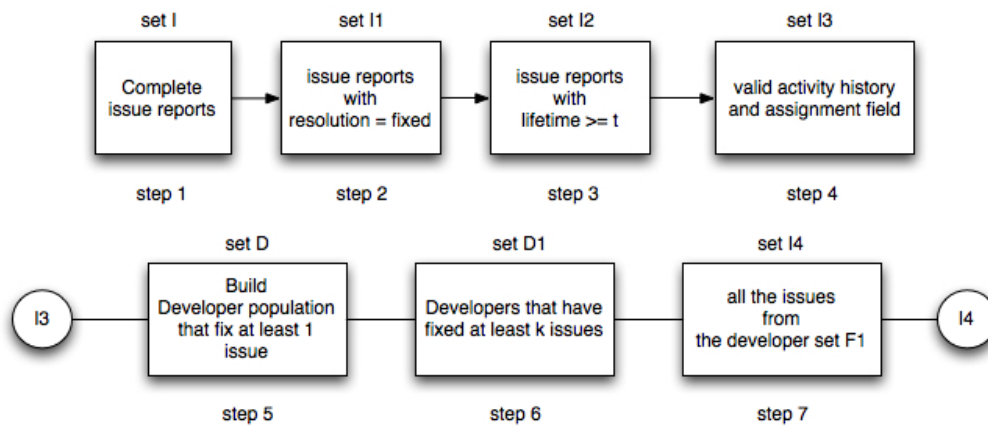 set I
set I1
set I2
set I3
Complete
issue reports
issue reports
with
resolution = fixed
issue reports
with
lifetime >= t
valid activity history
and assignment field
step 1
step 2
step 3
step 4
set D
set D1
set I4
I3
Build
Developer population
that fix at least 1
issue
Developers that have
fixed at least k issues
all the issues
from
the developer set F1
I4
step 5
step 6
step 7